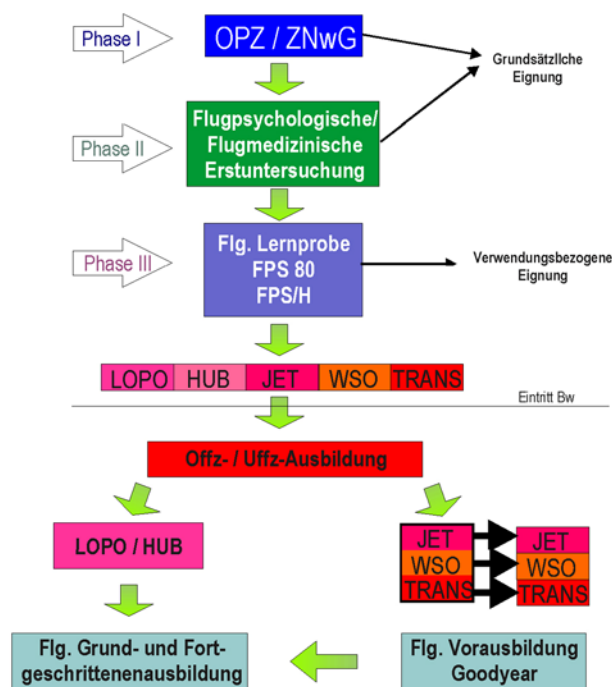 Phase I
OPZ / ZNwG
Grundsätzlliche
Eignung
Phase II
Flugpsychologische/
Flugmedizinische
Erstuntersuchung
Phase III
Flg. Lernprobe
FPS 80
FPS/H
Verwendungsbezogene
Eignung
LOPO HUB JET WSO TRANS
Eintritt Bw
Offz- / Uffz-Ausbildung
LOPO / HUB
JET JET
WSO WSO
TRANS TRANS
Flg. Grund- und Fort-
geschrittenenausbildung
Flg. Vorausbildung
Goodyear